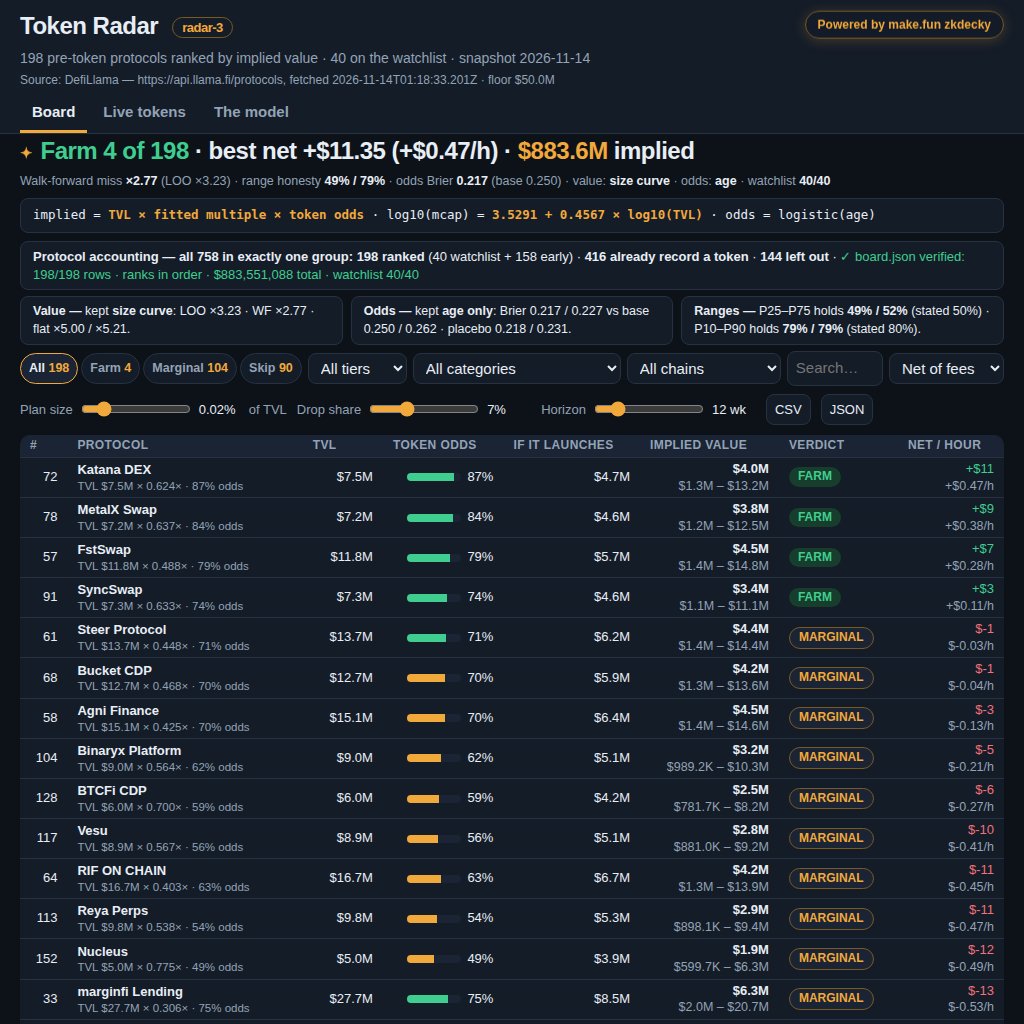 Token Radar radar-3
Powered by make.fun zkdecky
198 pre-token protocols ranked by implied value · 40 on the watchlist · snapshot 2026-11-14
Source: DefiLlama — https://api.llama.fi/protocols, fetched 2026-11-14T01:18:33.201Z · floor $50.0M
Board Live tokens The model
✦ Farm 4 of 198 · best net +$11.35 (+$0.47/h) · $883.6M implied
Walk-forward miss ×2.77 (LOO ×3.23) · range honesty 49% / 79% · odds Brier 0.217 (base 0.250) · value: size curve · odds: age · watchlist 40/40
implied = TVL × fitted multiple × token odds · log10(mcap) = 3.5291 + 0.4567 × log10(TVL) · odds = logistic(age)
Protocol accounting — all 758 in exactly one group: 198 ranked (40 watchlist + 158 early) · 416 already record a token · 144 left out · ✓ board.json verified:
198/198 rows · ranks in order · $883,551,088 total · watchlist 40/40
Value — kept size curve: LOO ×3.23 · WF ×2.77 ·
flat ×5.00 / ×5.21.
Odds — kept age only: Brier 0.217 / 0.227 vs base
0.250 / 0.262 · placebo 0.218 / 0.231.
Ranges — P25–P75 holds 49% / 52% (stated 50%) ·
P10–P90 holds 79% / 79% (stated 80%).
All 198 Farm 4 Marginal 104 Skip 90 All tiers All categories All chains Search… Net of fees
Plan size 0.02% of TVL Drop share 7% Horizon 12 wk CSV JSON
# PROTOCOL TVL TOKEN ODDS IF IT LAUNCHES IMPLIED VALUE VERDICT NET / HOUR
72 Katana DEX $7.5M 87% $4.7M $4.0M FARM +$11
TVL $7.5M × 0.624× · 87% odds $1.3M – $13.2M +$0.47/h
78 MetalX Swap $7.2M 84% $4.6M $3.8M FARM +$9
TVL $7.2M × 0.637× · 84% odds $1.2M – $12.5M +$0.38/h
57 FstSwap $11.8M 79% $5.7M $4.5M FARM +$7
TVL $11.8M × 0.488× · 79% odds $1.4M – $14.8M +$0.28/h
91 SyncSwap $7.3M 74% $4.6M $3.4M FARM +$3
TVL $7.3M × 0.633× · 74% odds $1.1M – $11.1M +$0.11/h
61 Steer Protocol $13.7M 71% $6.2M $4.4M MARGINAL $-1
TVL $13.7M × 0.448× · 71% odds $1.4M – $14.4M $-0.03/h
68 Bucket CDP $12.7M 70% $5.9M $4.2M MARGINAL $-1
TVL $12.7M × 0.468× · 70% odds $1.3M – $13.6M $-0.04/h
58 Agni Finance $15.1M 70% $6.4M $4.5M MARGINAL $-3
TVL $15.1M × 0.425× · 70% odds $1.4M – $14.6M $-0.13/h
104 Binaryx Platform $9.0M 62% $5.1M $3.2M MARGINAL $-5
TVL $9.0M × 0.564× · 62% odds $989.2K – $10.3M $-0.21/h
128 BTCFi CDP $6.0M 59% $4.2M $2.5M MARGINAL $-6
TVL $6.0M × 0.700× · 59% odds $781.7K – $8.2M $-0.27/h
117 Vesu $8.9M 56% $5.1M $2.8M MARGINAL $-10
TVL $8.9M × 0.567× · 56% odds $881.0K – $9.2M $-0.41/h
64 RIF ON CHAIN $16.7M 63% $6.7M $4.2M MARGINAL $-11
TVL $16.7M × 0.403× · 63% odds $1.3M – $13.9M $-0.45/h
113 Reya Perps $9.8M 54% $5.3M $2.9M MARGINAL $-11
TVL $9.8M × 0.538× · 54% odds $898.1K – $9.4M $-0.47/h
152 Nucleus $5.0M 49% $3.9M $1.9M MARGINAL $-12
TVL $5.0M × 0.775× · 49% odds $599.7K – $6.3M $-0.49/h
33 marginfi Lending $27.7M 75% $8.5M $6.3M MARGINAL $-13
TVL $27.7M × 0.306× · 75% odds $2.0M – $20.7M $-0.53/h